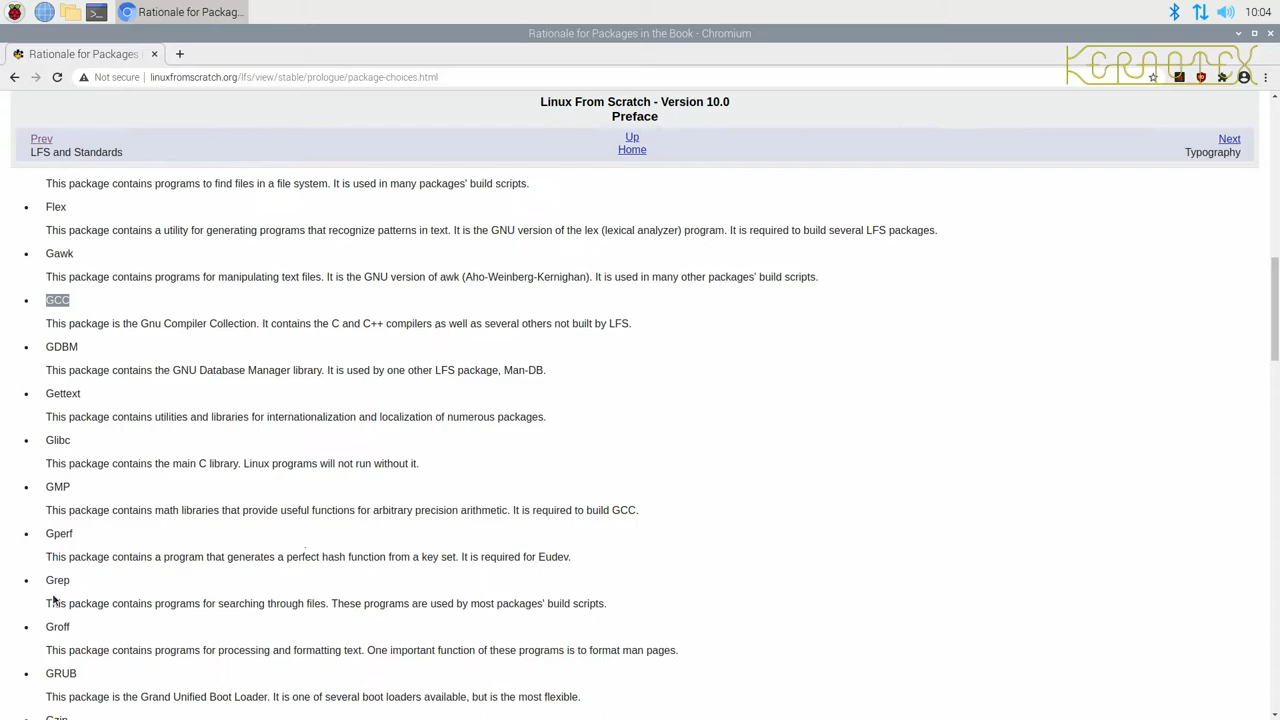 Rationale for Packag...
10:04
Rationale for Packages in the Book - Chromium
Rationale for Packages
KERNOTEX
Not secure
linuxfromscratch.org/lfs/view/stable/prologue/package-choices.html
Linux From Scratch - Version 10.0
Preface
Prev
Up
Next
LFS and Standards
Home
Typography
This package contains programs to find files in a file system. It is used in many packages' build scripts.
• Flex
This package contains a utility for generating programs that recognize patterns in text. It is the GNU version of the lex (lexical analyzer) program. It is required to build several LFS packages.
• Gawk
This package contains programs for manipulating text files. It is the GNU version of awk (Aho-Weinberg-Kernighan). It is used in many other packages' build scripts.
• GCC
This package is the Gnu Compiler Collection. It contains the C and C++ compilers as well as several others not built by LFS.
• GDBM
This package contains the GNU Database Manager library. It is used by one other LFS package, Man-DB.
• Gettext
This package contains utilities and libraries for internationalization and localization of numerous packages.
• Glibc
This package contains the main C library. Linux programs will not run without it.
• GMP
This package contains math libraries that provide useful functions for arbitrary precision arithmetic. It is required to build GCC.
• Gperf
This package contains a program that generates a perfect hash function from a key set. It is required for Eudev.
• Grep
This package contains programs for searching through files. These programs are used by most packages' build scripts.
• Groff
This package contains programs for processing and formatting text. One important function of these programs is to format man pages.
• GRUB
This package is the Grand Unified Boot Loader. It is one of several boot loaders available, but is the most flexible.
Gzip